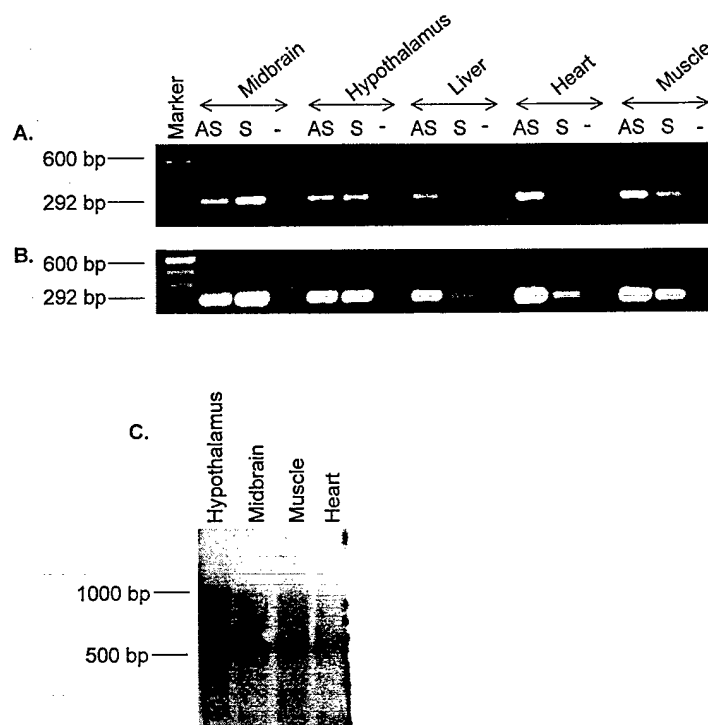 Midbrain Hypothalamus Liver Heart Muscle
Marker
A. AS S - AS S - AS S - AS S - AS S -
600 bp
292 bp
B.
600 bp
292 bp
C.
Hypothalamus Midbrain Muscle Heart
1000 bp
500 bp